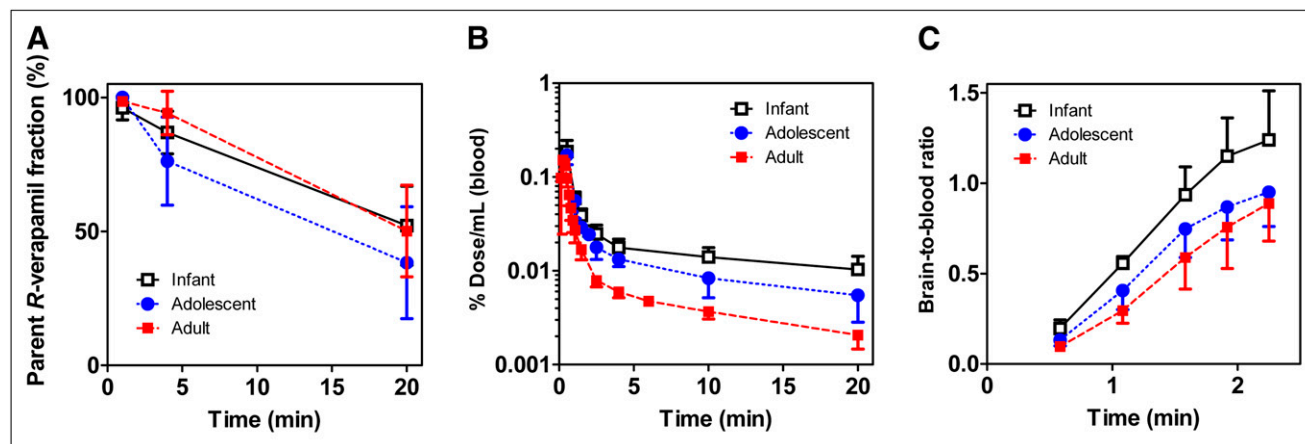 A
Parent R-verapamil fraction (%)
100
50
0
Infant
Adolescent
Adult
0
5
10
15
20
Time (min)
B
% Dose/mL (blood)
1
0.1
0.01
0.001
Infant
Adolescent
Adult
0
5
10
15
20
Time (min)
C
Brain-to-blood ratio
1.5
1.0
0.5
0.0
Infant
Adolescent
Adult
0
1
2
Time (min)